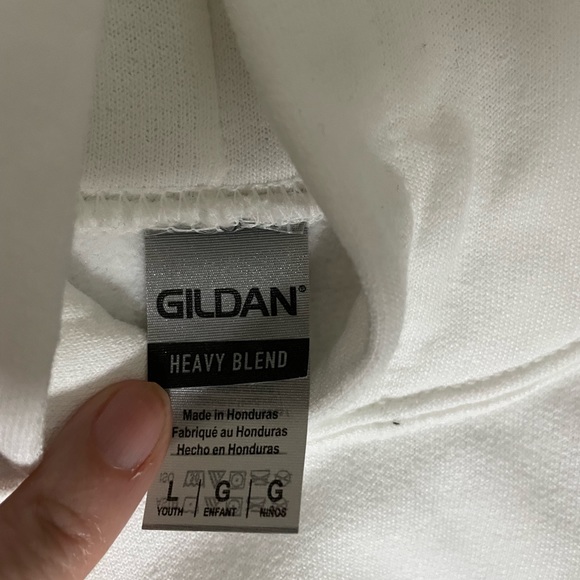 GILDAN®
HEAVY BLEND
Made in Honduras
Fabriqué au Honduras
Hecho en Honduras
L G G
YOUTH ENFANT NIÑOS